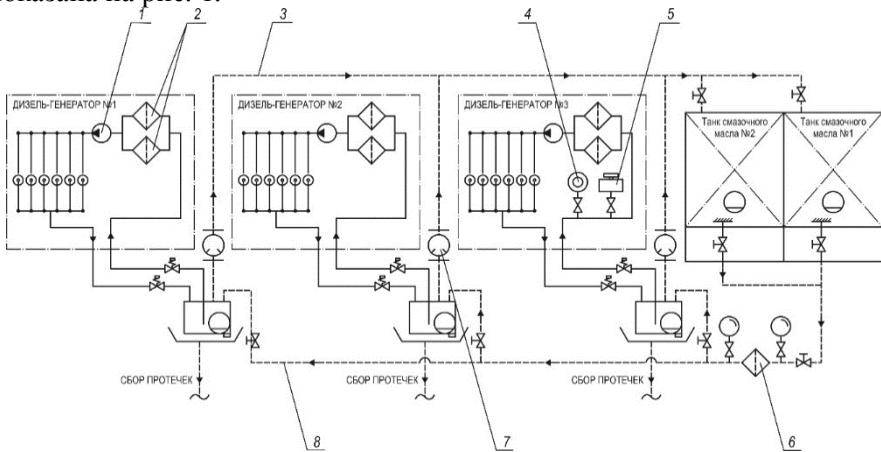 показана на рис. 1.
1
2
3
4
5
ДИЗЕЛЬ-ГЕНЕРАТОР №1
ДИЗЕЛЬ-ГЕНЕРАТОР №2
ДИЗЕЛЬ-ГЕНЕРАТОР №3
Танк смазочного
масла №2
Танк смазочного
масла №1
СБОР ПРОТЕЧЕК
СБОР ПРОТЕЧЕК
СБОР ПРОТЕЧЕК
8
7
6